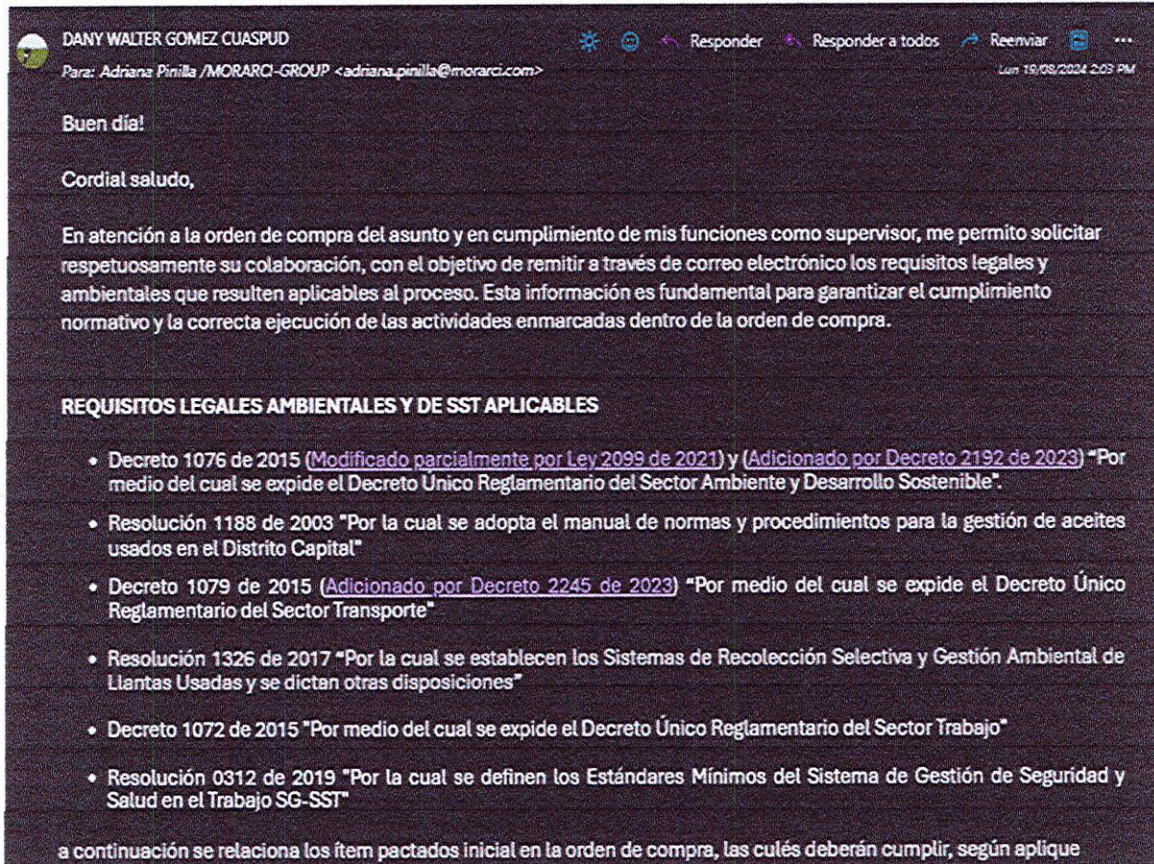 DANY WALTER GOMEZ CUASPUD
Responder Responder a todos Reenviar ...
Para: Adriana Pinilla /MORARCI-GROUP <adriana.pinilla@morarci.com>
Lun 19/08/2024 2:03 PM
Buen día!
Cordial saludo,
En atención a la orden de compra del asunto y en cumplimiento de mis funciones como supervisor, me permito solicitar
respetuosamente su colaboración, con el objetivo de remitir a través de correo electrónico los requisitos legales y
ambientales que resulten aplicables al proceso. Esta información es fundamental para garantizar el cumplimiento
normativo y la correcta ejecución de las actividades enmarcadas dentro de la orden de compra.
REQUISITOS LEGALES AMBIENTALES Y DE SST APLICABLES
• Decreto 1076 de 2015 (Modificado parcialmente por Ley 2099 de 2021) y (Adicionado por Decreto 2192 de 2023) "Por
medio del cual se expide el Decreto Único Reglamentario del Sector Ambiente y Desarrollo Sostenible".
• Resolución 1188 de 2003 "Por la cual se adopta el manual de normas y procedimientos para la gestión de aceites
usados en el Distrito Capital"
• Decreto 1079 de 2015 (Adicionado por Decreto 2245 de 2023) "Por medio del cual se expide el Decreto Único
Reglamentario del Sector Transporte"
• Resolución 1326 de 2017 "Por la cual se establecen los Sistemas de Recolección Selectiva y Gestión Ambiental de
Llantas Usadas y se dictan otras disposiciones"
• Decreto 1072 de 2015 "Por medio del cual se expide el Decreto Único Reglamentario del Sector Trabajo"
• Resolución 0312 de 2019 "Por la cual se definen los Estándares Mínimos del Sistema de Gestión de Seguridad y
Salud en el Trabajo SG-SST"
a continuación se relaciona los ítem pactados inicial en la orden de compra, las culés deberán cumplir, según aplique